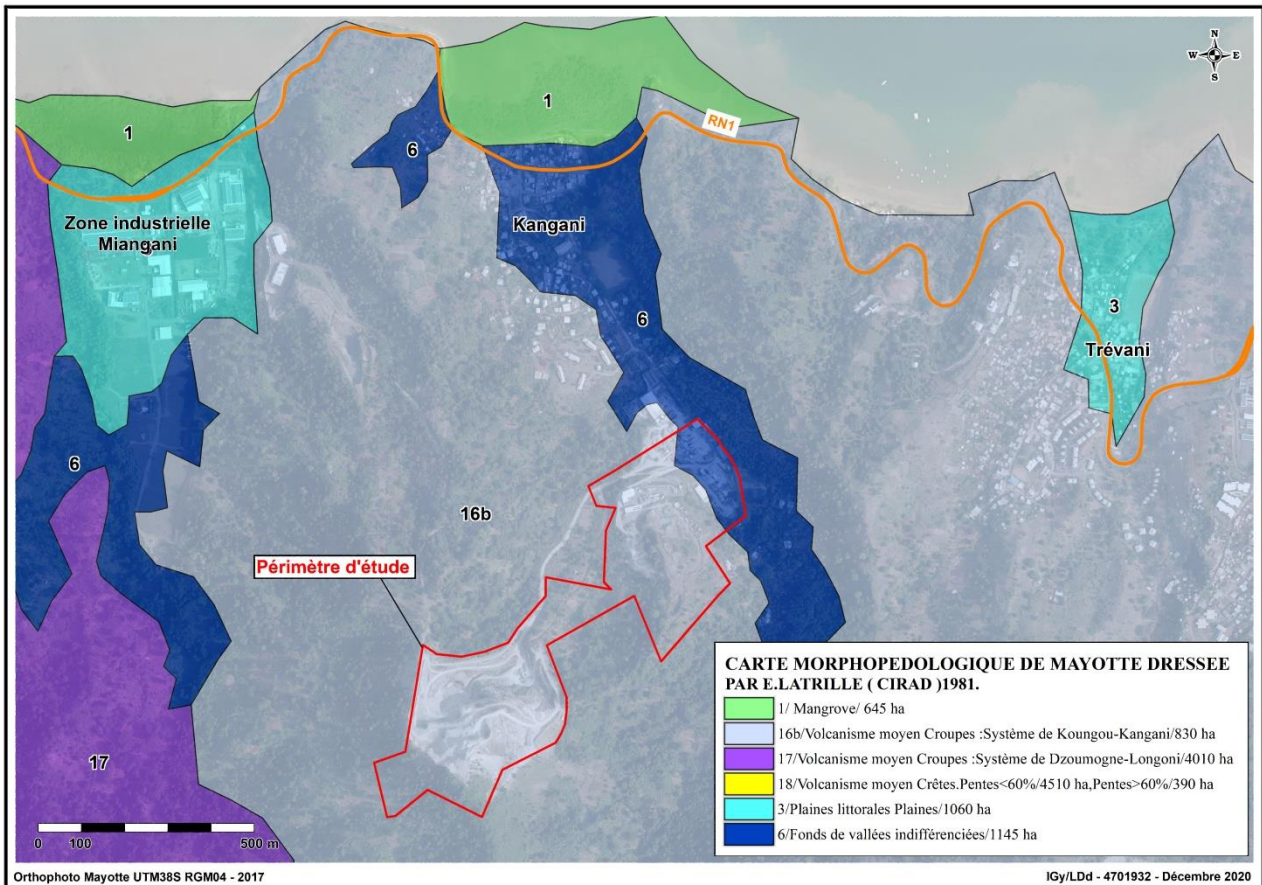 N
W E
S
1
1
RN1
6
Zone industrielle
Miangani
Kangani
3
6
Trévani
6
16b
Périmètre d'étude
17
CARTE MORPHOPEDOLOGIQUE DE MAYOTTE DRESSEE
PAR E.LATRILLE ( CIRAD )1981.
1/ Mangrove/ 645 ha
16b/Volcanisme moyen Croupes :Système de Koungou-Kangani/830 ha
17/Volcanisme moyen Croupes :Système de Dzoumogne-Longoni/4010 ha
18/Volcanisme moyen Crêtes.Pentes<60%/4510 ha,Pentes>60%/390 ha
3/Plaines littorales Plaines/1060 ha
6/Fonds de vallées indifférenciées/1145 ha
0 100 500 m
Orthophoto Mayotte UTM38S RGM04 - 2017
IGy/LDd - 4701932 - Décembre 2020